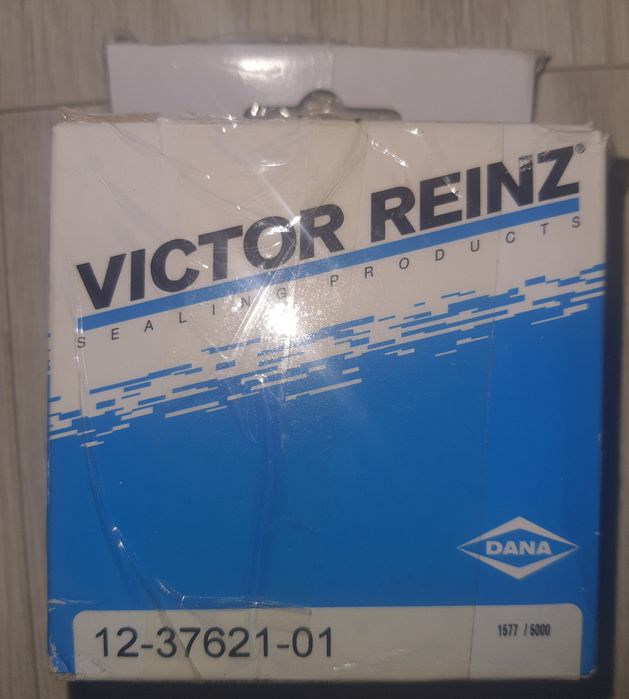 VICTOR REINZ®
SEALING PRODUCTS
DANA
12-37621-01
1577 / 5000